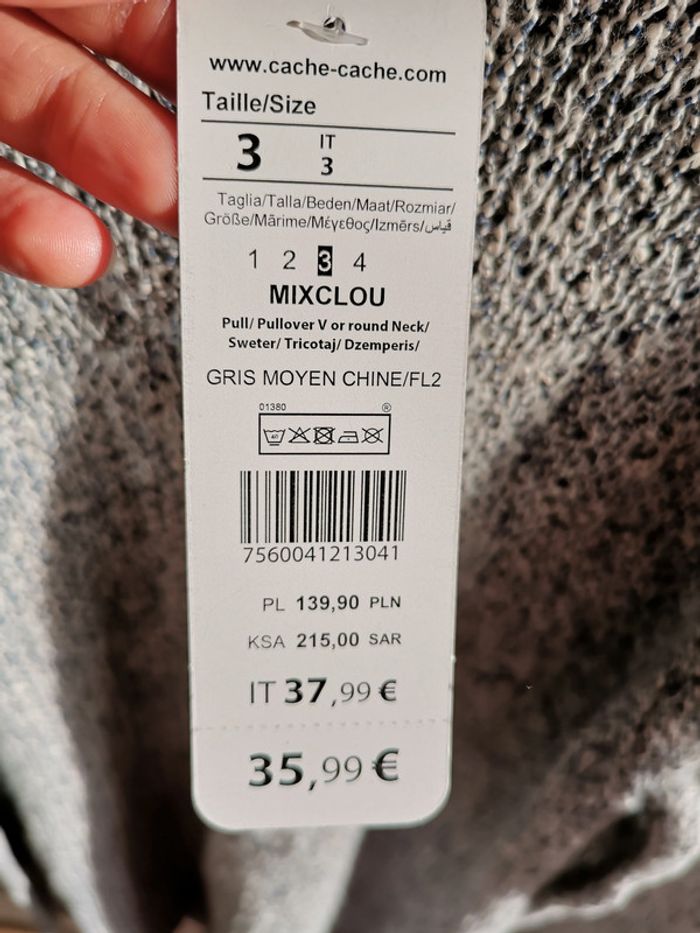 www.cache-cache.com
Taille/Size
3 IT 3
Taglia/Talla/Beden/Maat/Rozmiar/
Größe/Mărime/Μέγεθος/Izmērs/قياس
1 2 3 4
MIXCLOU
Pull/ Pullover V or round Neck/
Sweter/ Tricotaj/ Dzemperis/
GRIS MOYEN CHINE/FL2
01380 ®
40
7560041213041
PL 139,90 PLN
KSA 215,00 SAR
IT 37,99 €
35,99 €